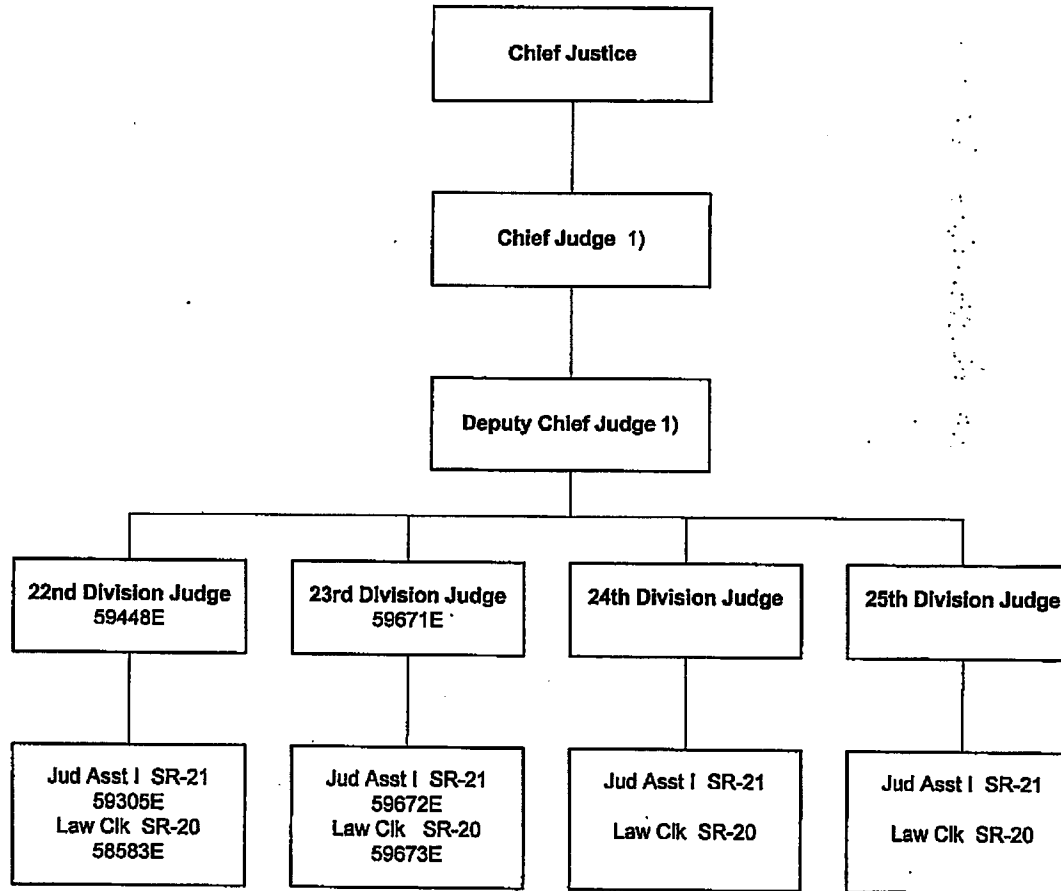 Chief Justice
Chief Judge 1)
Deputy Chief Judge 1)
22nd Division Judge
59448E
23rd Division Judge
59671E
24th Division Judge
25th Division Judge
Jud Asst I SR-21
59305E
Law Clk SR-20
58583E
Jud Asst I SR-21
59672E
Law Clk SR-20
59673E
Jud Asst I SR-21
Law Clk SR-20
Jud Asst I SR-21
Law Clk SR-20